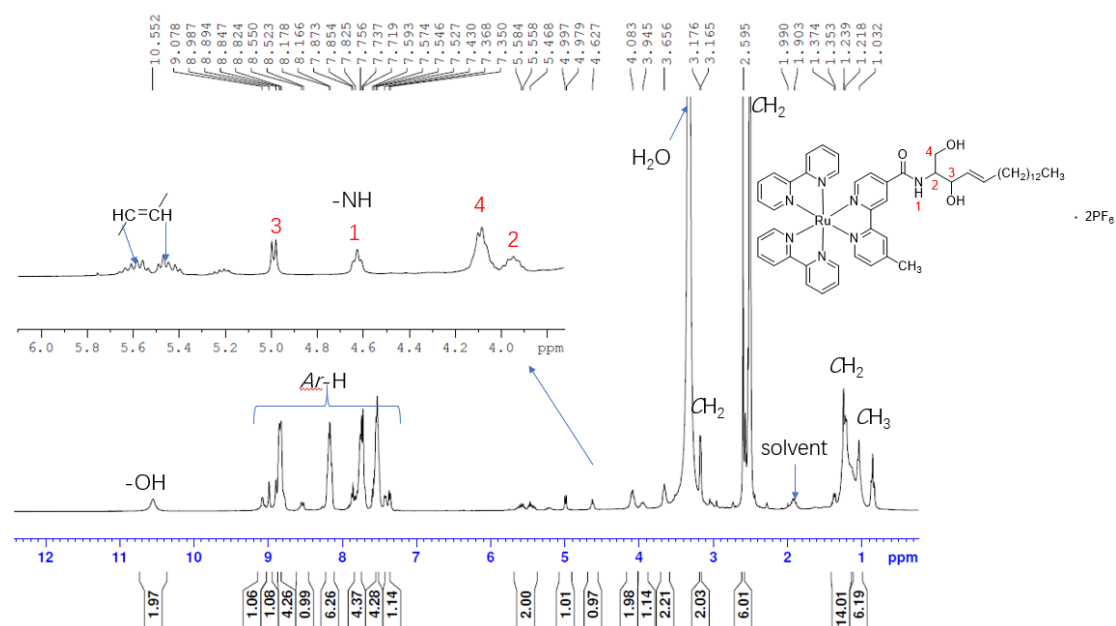 10.552
9.078
8.987
8.894
8.847
8.824
8.550
8.523
8.178
8.166
7.873
7.854
7.825
7.756
7.737
7.719
7.593
7.574
7.546
7.527
7.430
7.368
7.350
5.584
5.558
5.468
4.997
4.979
4.627
4.083
3.945
3.656
3.176
3.165
2.595
1.990
1.903
1.374
1.353
1.239
1.218
1.032
CH₂
H₂O
4
OH
O
N
H
1
2
3
OH
(CH₂)₁₂CH₃
N
N
N
N
N
N
Ru
CH₃
· 2PF₆
HC=CH
3
-NH
1
4
2
6.0 5.8 5.6 5.4 5.2 5.0 4.8 4.6 4.4 4.2 4.0 ppm
Ar-H
-OH
CH₂
solvent
CH₂
CH₃
12 11 10 9 8 7 6 5 4 3 2 1 ppm
1.97
1.06
1.08
4.26
0.99
6.26
4.37
4.28
1.14
2.00
1.01
0.97
1.98
1.14
2.21
2.03
6.01
14.01
6.19